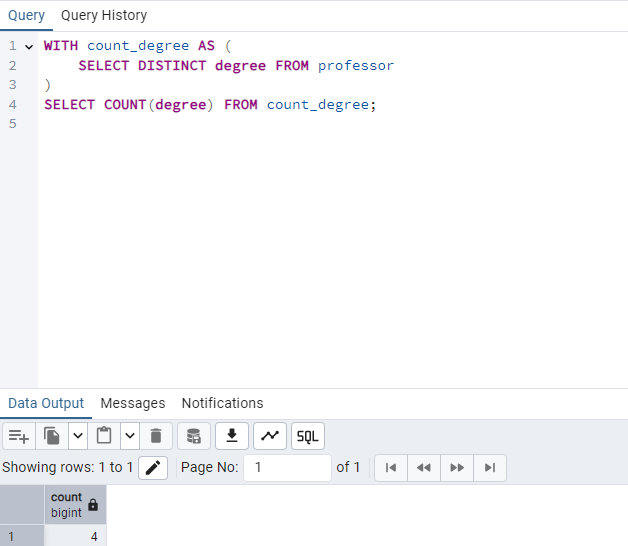 Query Query History
1 WITH count_degree AS (
2 SELECT DISTINCT degree FROM professor
3 )
4 SELECT COUNT(degree) FROM count_degree;
5
Data Output Messages Notifications
SQL
Showing rows: 1 to 1 Page No: 1 of 1
count
bigint
1 4